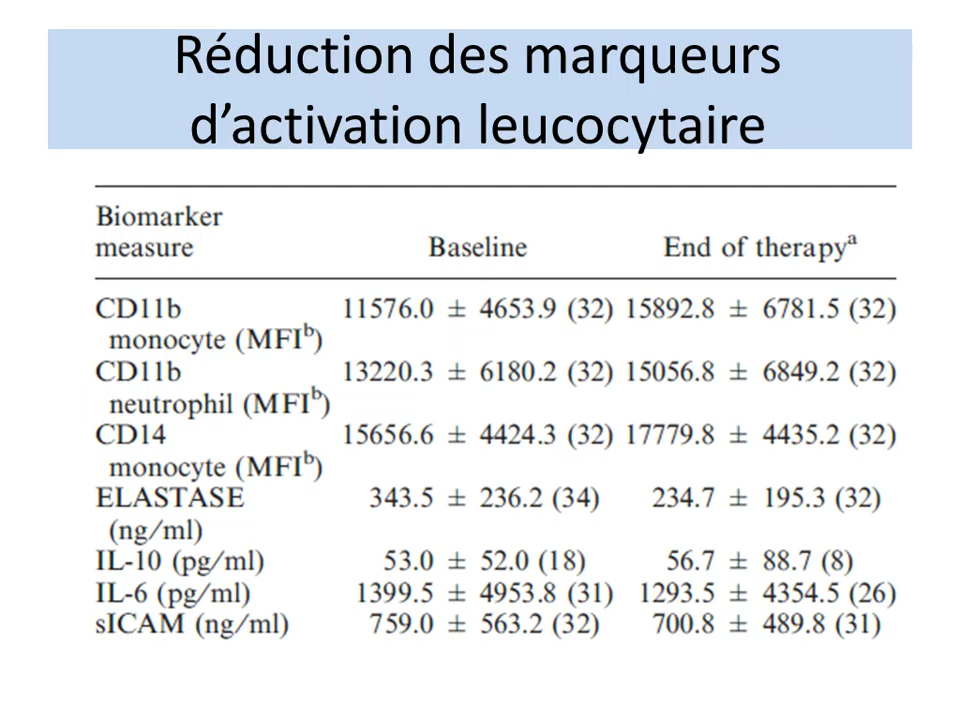 Réduction des marqueurs
d’activation leucocytaire
Biomarker
measure Baseline End of therapyᵃ
CD11b 11576.0 ± 4653.9 (32) 15892.8 ± 6781.5 (32)
monocyte (MFIᵇ)
CD11b 13220.3 ± 6180.2 (32) 15056.8 ± 6849.2 (32)
neutrophil (MFIᵇ)
CD14 15656.6 ± 4424.3 (32) 17779.8 ± 4435.2 (32)
monocyte (MFIᵇ)
ELASTASE 343.5 ± 236.2 (34) 234.7 ± 195.3 (32)
(ng/ml)
IL-10 (pg/ml) 53.0 ± 52.0 (18) 56.7 ± 88.7 (8)
IL-6 (pg/ml) 1399.5 ± 4953.8 (31) 1293.5 ± 4354.5 (26)
sICAM (ng/ml) 759.0 ± 563.2 (32) 700.8 ± 489.8 (31)